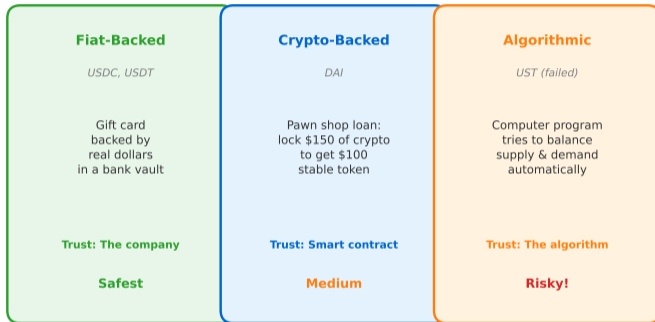 Fiat-Backed
USDC, USDT
Gift card
backed by
real dollars
in a bank vault
Trust: The company
Safest
Crypto-Backed
DAI
Pawn shop loan:
lock $150 of crypto
to get $100
stable token
Trust: Smart contract
Medium
Algorithmic
UST (failed)
Computer program
tries to balance
supply & demand
automatically
Trust: The algorithm
Risky!